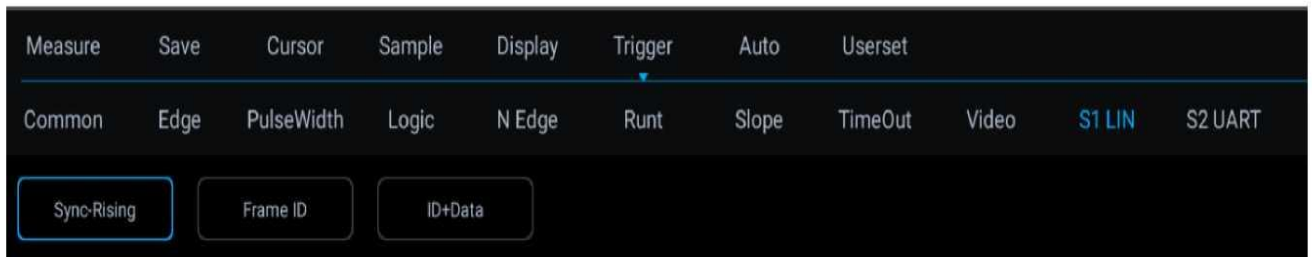 Measure Save Cursor Sample Display Trigger Auto Userset
Common Edge PulseWidth Logic N Edge Runt Slope TimeOut Video S1 LIN S2 UART
Sync-Rising Frame ID ID+Data